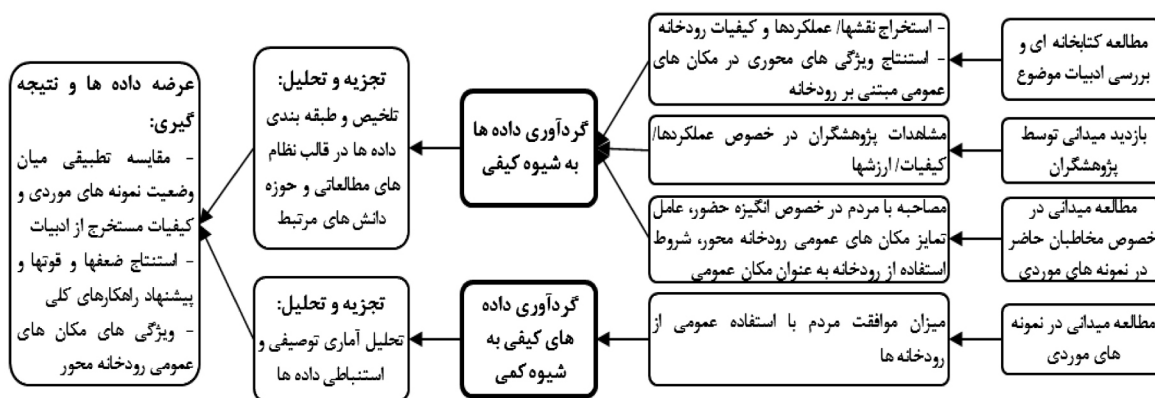 مطالعه کتابخانه ای و
بررسی ادبیات موضوع
بازدید میدانی توسط
پژوهشگران
مطالعه میدانی در
خصوص مخاطبان حاضر
در نمونه های موردی
مطالعه میدانی در نمونه
های موردی
- استخراج نقشها/ عملکردها و کیفیات رودخانه
- استنتاج ویژگی های محوری در مکان های
عمومی مبتنی بر رودخانه
مشاهدات پژوهشگران در خصوص عملکردها/
کیفیات/ ارزشها
مصاحبه با مردم در خصوص انگیزه حضور، عامل
تمایز مکان های عمومی رودخانه محور، شروط
استفاده از رودخانه به عنوان مکان عمومی
میزان موافقت مردم با استفاده عمومی از
رودخانه ها
گردآوری داده ها
به شیوه کیفی
گردآوری داده
های کیفی به
شیوه کمی
تجزیه و تحلیل:
تلخیص و طبقه بندی
داده ها در قالب نظام
های مطالعاتی و حوزه
دانش های مرتبط
تجزیه و تحلیل:
تحلیل آماری توصیفی و
استنباطی داده ها
عرضه داده ها و نتیجه
گیری:
- مقایسه تطبیقی میان
وضعیت نمونه های موردی و
کیفیات مستخرج از ادبیات
- استنتاج ضعفها و قوتها و
پیشنهاد راهکارهای کلی
- ویژگی های مکان های
عمومی رودخانه محور